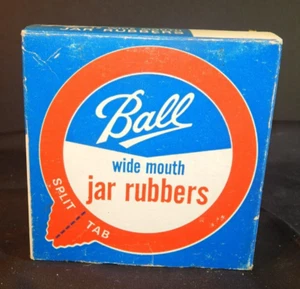 JAR RUBBERS
Ball
wide mouth
jar rubbers
SPLIT
TAB